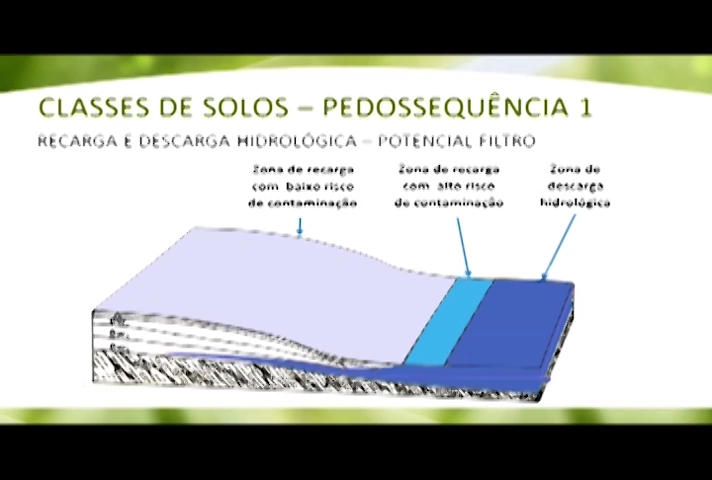 CLASSES DE SOLOS – PEDOSSEQUÊNCIA 1
RECARGA E DESCARGA HIDROLÓGICA – POTENCIAL FILTRO
Zona de recarga
com baixo risco
de contaminação
Zona de recarga
com alto risco
de contaminação
Zona de
descarga
hidrológica